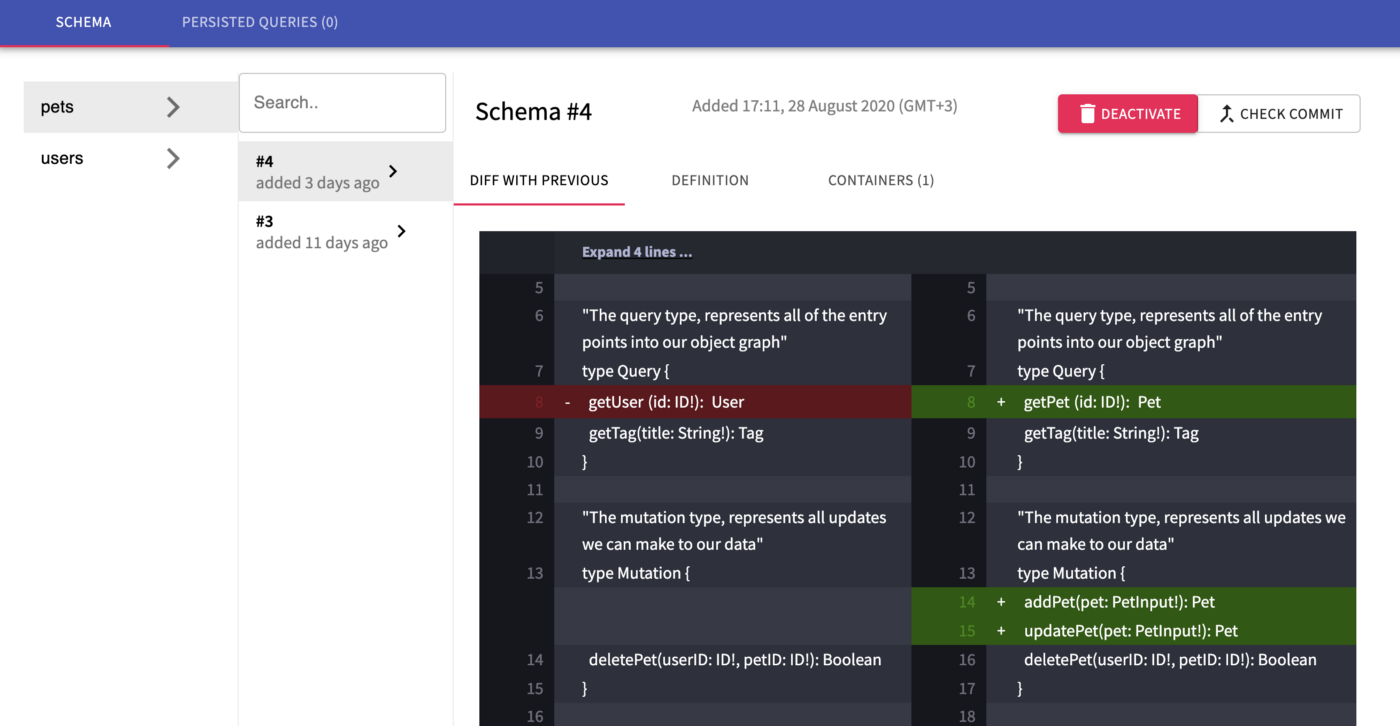 SCHEMA
PERSISTED QUERIES (0)
pets
users
Search..
#4
added 3 days ago
#3
added 11 days ago
Schema #4
Added 17:11, 28 August 2020 (GMT+3)
DEACTIVATE
CHECK COMMIT
DIFF WITH PREVIOUS
DEFINITION
CONTAINERS (1)
Expand 4 lines ...
5
6 "The query type, represents all of the entry
points into our object graph"
7 type Query {
8 - getUser (id: ID!): User
9 getTag(title: String!): Tag
10 }
11
12 "The mutation type, represents all updates
we can make to our data"
13 type Mutation {
14 deletePet(userID: ID!, petID: ID!): Boolean
15 }
16
5
6 "The query type, represents all of the entry
points into our object graph"
7 type Query {
8 + getPet (id: ID!): Pet
9 getTag(title: String!): Tag
10 }
11
12 "The mutation type, represents all updates we
can make to our data"
13 type Mutation {
14 + addPet(pet: PetInput!): Pet
15 + updatePet(pet: PetInput!): Pet
16 deletePet(userID: ID!, petID: ID!): Boolean
17 }
18